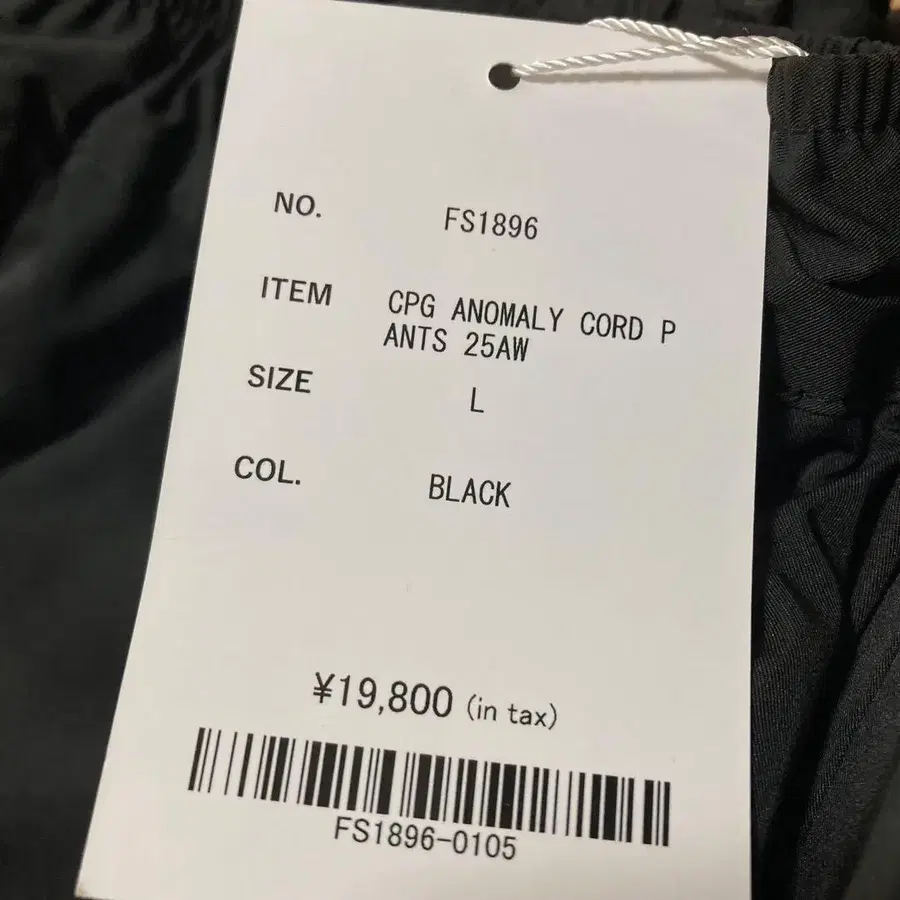 NO. FS1896
ITEM CPG ANOMALY CORD P
ANTS 25AW
SIZE L
COL. BLACK
¥19,800 (in tax)
FS1896-0105